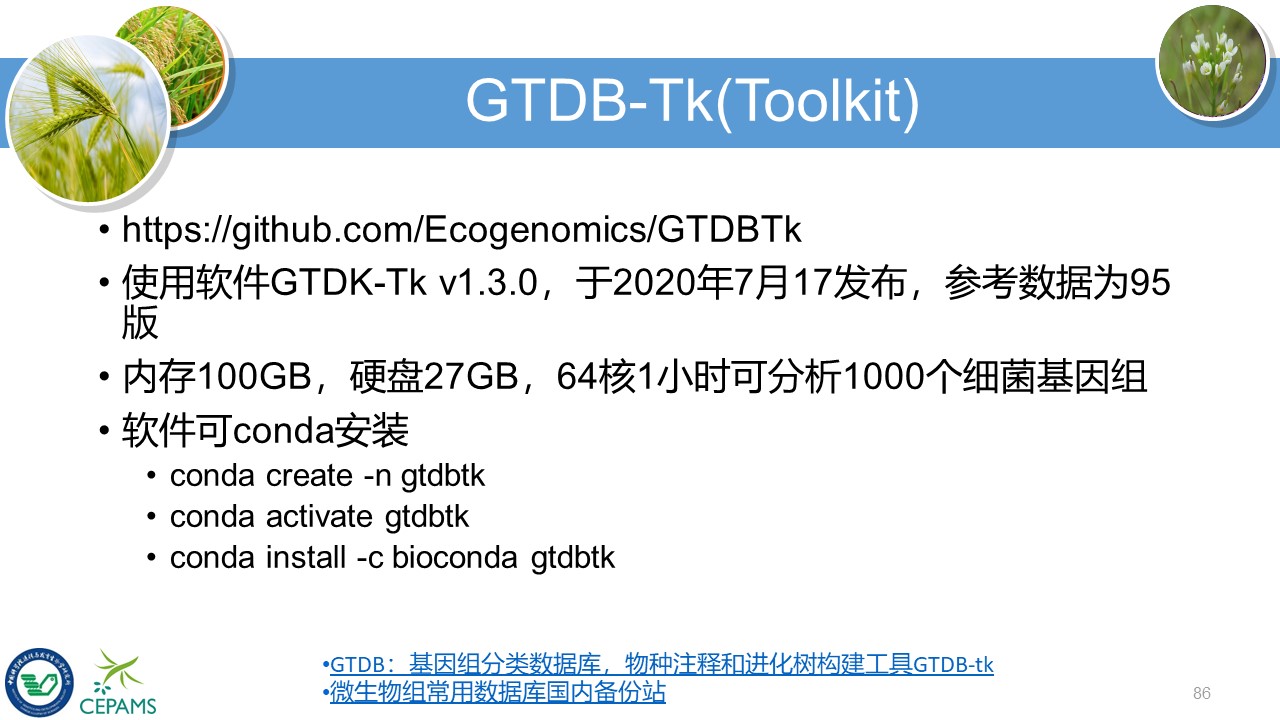 GTDB-Tk(Toolkit)
• https://github.com/Ecogenomics/GTDBTk
• 使用软件GTDK-Tk v1.3.0，于2020年7月17发布，参考数据为95
版
• 内存100GB，硬盘27GB，64核1小时可分析1000个细菌基因组
• 软件可conda安装
• conda create -n gtdbtk
• conda activate gtdbtk
• conda install -c bioconda gtdbtk
•GTDB：基因组分类数据库，物种注释和进化树构建工具GTDB-tk
•微生物组常用数据库国内备份站
CEPAMS
86